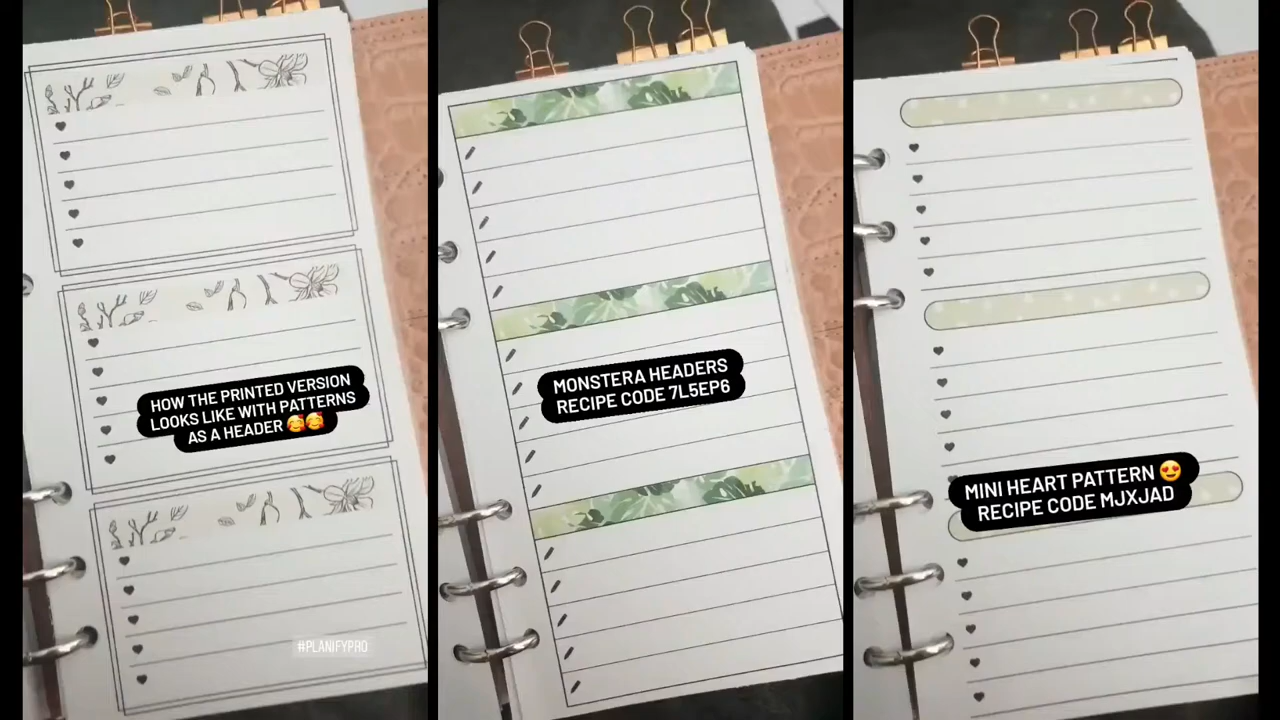 HOW THE PRINTED VERSION
LOOKS LIKE WITH PATTERNS
AS A HEADER 🥰🥰
#PLANIFYPRO
MONSTERA HEADERS
RECIPE CODE 7L5EP6
MINI HEART PATTERN 😍
RECIPE CODE MJXJAD